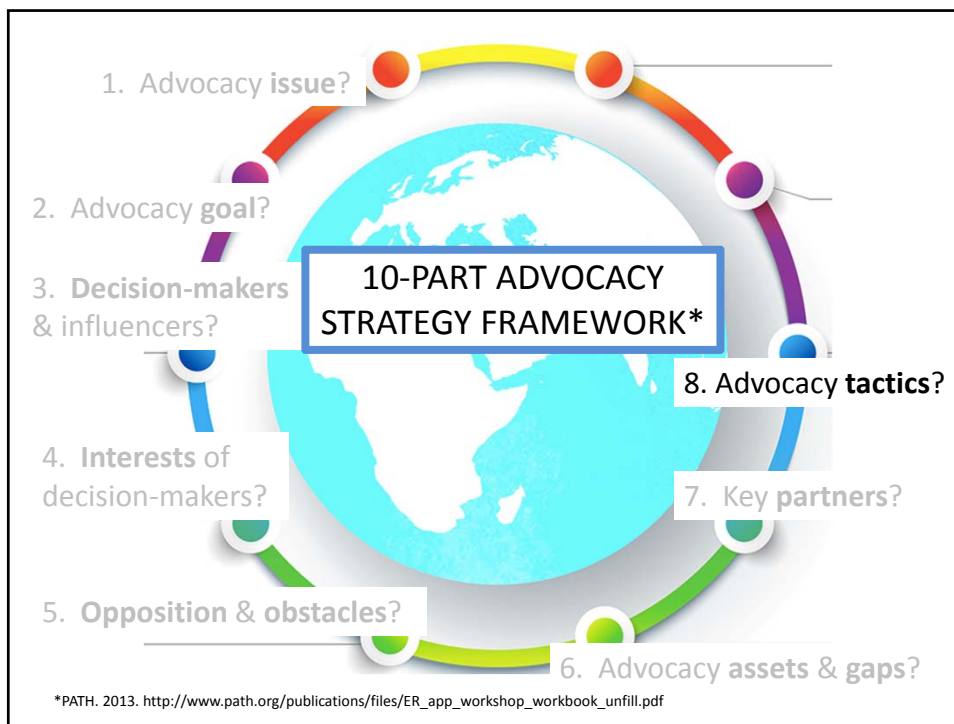 1. Advocacy issue?
2. Advocacy goal?
3. Decision-makers
& influencers?
10-PART ADVOCACY
STRATEGY FRAMEWORK*
8. Advocacy tactics?
4. Interests of
decision-makers?
7. Key partners?
5. Opposition & obstacles?
6. Advocacy assets & gaps?
*PATH. 2013. http://www.path.org/publications/files/ER_app_workshop_workbook_unfill.pdf